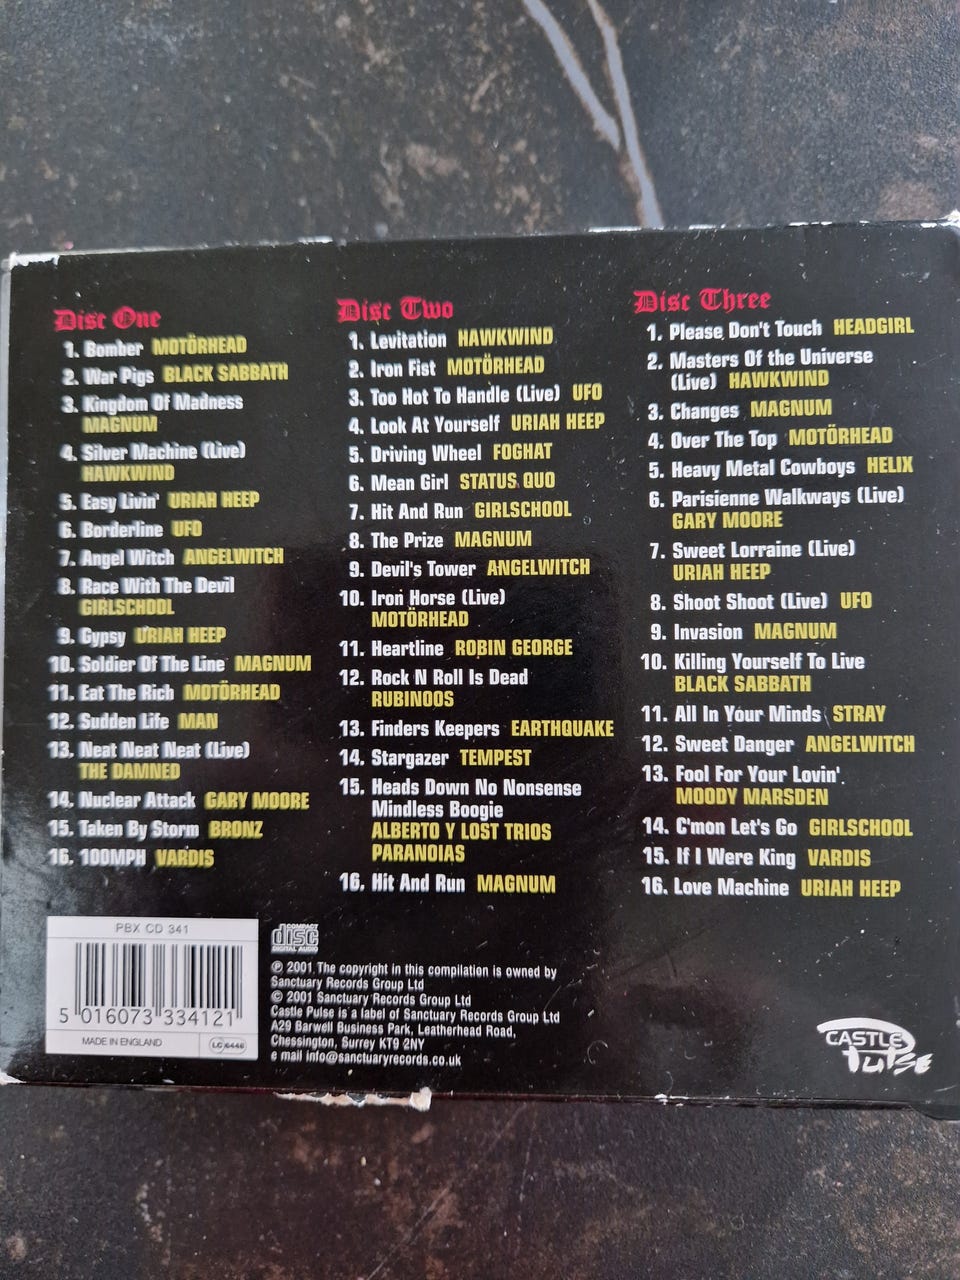 Disc One
1. Bomber MOTÖRHEAD
2. War Pigs BLACK SABBATH
3. Kingdom Of Madness
MAGNUM
4. Silver Machine (Live)
HAWKWIND
5. Easy Livin' URIAH HEEP
6. Borderline UFO
7. Angel Witch ANGELWITCH
8. Race With The Devil
GIRLSCHOOL
9. Gypsy URIAH HEEP
10. Soldier Of The Line MAGNUM
11. Eat The Rich MOTÖRHEAD
12. Sudden Life MAN
13. Neat Neat Neat (Live)
THE DAMNED
14. Nuclear Attack GARY MOORE
15. Taken By Storm BRONZ
16. 100MPH VARDIS
Disc Two
1. Levitation HAWKWIND
2. Iron Fist MOTÖRHEAD
3. Too Hot To Handle (Live) UFO
4. Look At Yourself URIAH HEEP
5. Driving Wheel FOGHAT
6. Mean Girl STATUS QUO
7. Hit And Run GIRLSCHOOL
8. The Prize MAGNUM
9. Devil's Tower ANGELWITCH
10. Iron Horse (Live)
MOTÖRHEAD
11. Heartline ROBIN GEORGE
12. Rock N Roll Is Dead
RUBINOOS
13. Finders Keepers EARTHQUAKE
14. Stargazer TEMPEST
15. Heads Down No Nonsense
Mindless Boogie
ALBERTO Y LOST TRIOS
PARANOIAS
16. Hit And Run MAGNUM
Disc Three
1. Please Don't Touch HEADGIRL
2. Masters Of the Universe
(Live) HAWKWIND
3. Changes MAGNUM
4. Over The Top MOTÖRHEAD
5. Heavy Metal Cowboys HELIX
6. Parisienne Walkways (Live)
GARY MOORE
7. Sweet Lorraine (Live)
URIAH HEEP
8. Shoot Shoot (Live) UFO
9. Invasion MAGNUM
10. Killing Yourself To Live
BLACK SABBATH
11. All In Your Minds STRAY
12. Sweet Danger ANGELWITCH
13. Fool For Your Lovin'
MOODY MARSDEN
14. C'mon Let's Go GIRLSCHOOL
15. If I Were King VARDIS
16. Love Machine URIAH HEEP
PBX CD 341
5 016073 334121
MADE IN ENGLAND LC 6448
COMPACT
disc
DIGITAL AUDIO
℗ 2001 The copyright in this compilation is owned by
Sanctuary Records Group Ltd
© 2001 Sanctuary Records Group Ltd
Castle Pulse is a label of Sanctuary Records Group Ltd
A29 Barwell Business Park, Leatherhead Road,
Chessington, Surrey KT9 2NY
e mail info@sanctuaryrecords.co.uk
CASTLE
Pulse